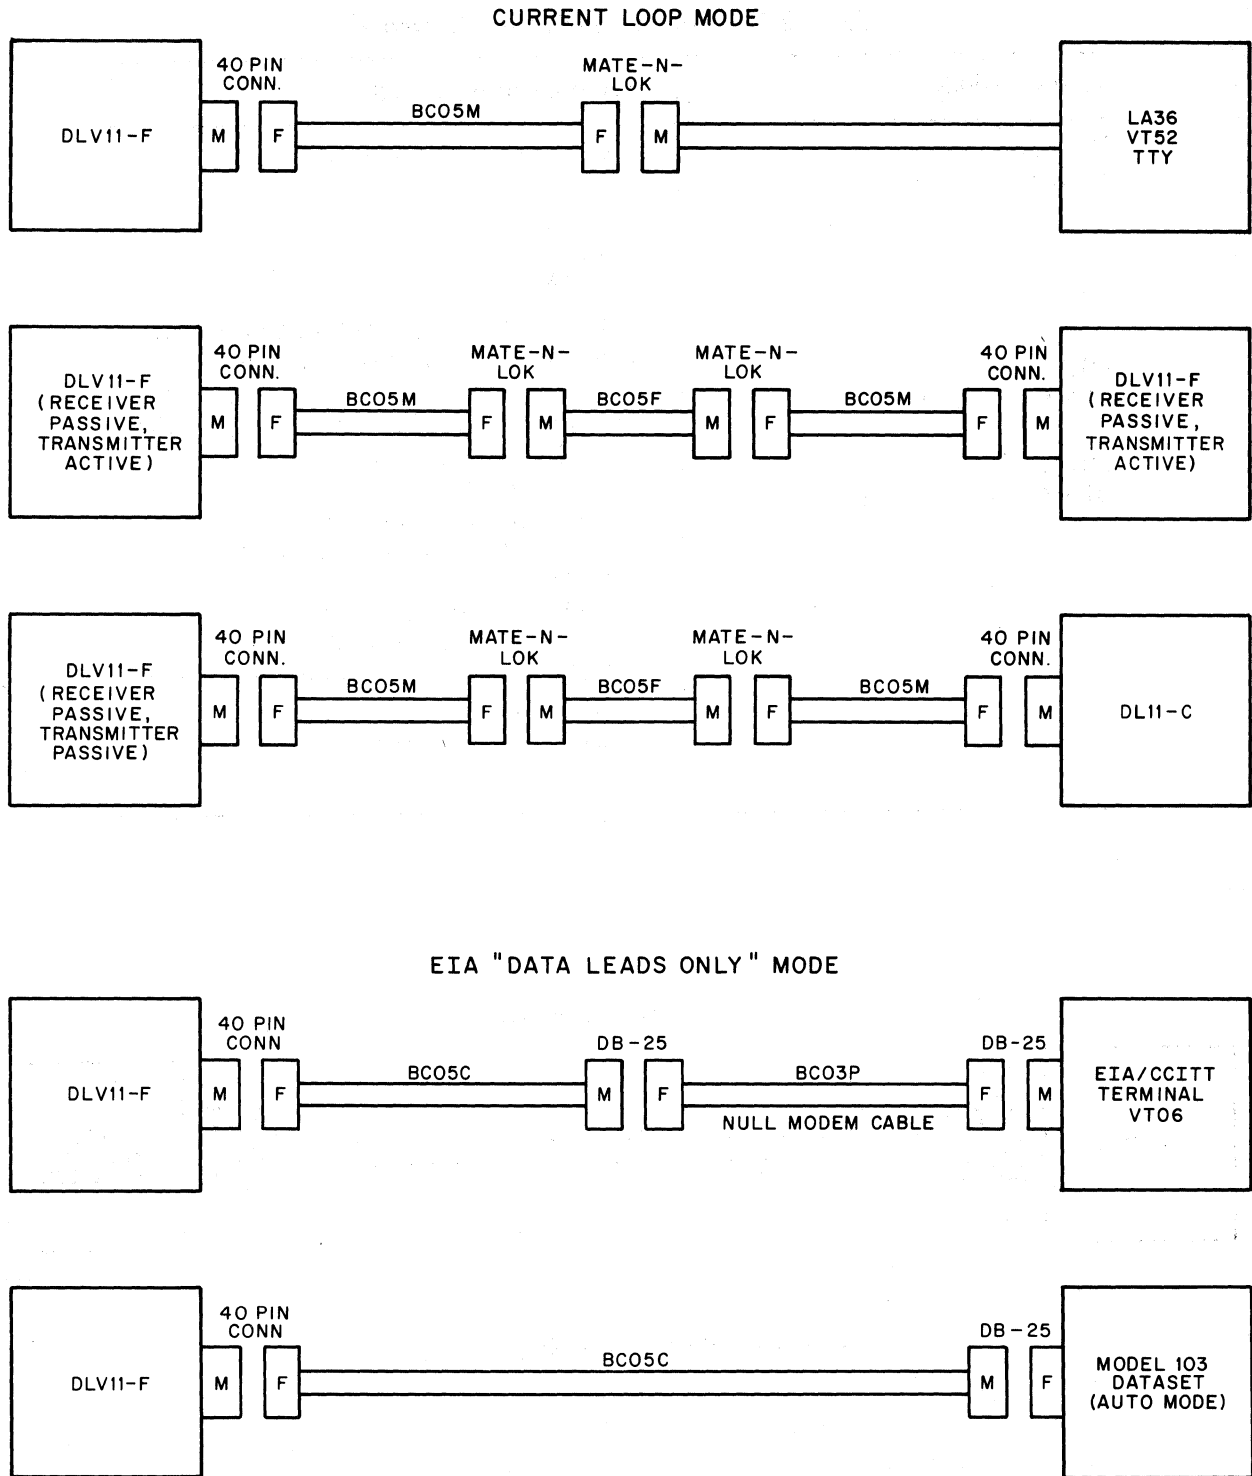 CURRENT LOOP MODE
40 PIN
CONN.
MATE-N-
LOK
DLV11-F
M
F
BC05M
F
M
LA36
VT52
TTY
40 PIN
CONN.
MATE-N-
LOK
MATE-N-
LOK
40 PIN
CONN.
DLV11-F
(RECEIVER
PASSIVE,
TRANSMITTER
ACTIVE)
M
F
BC05M
F
M
BC05F
M
F
BC05M
F
M
DLV11-F
(RECEIVER
PASSIVE,
TRANSMITTER
ACTIVE)
40 PIN
CONN.
MATE-N-
LOK
MATE-N-
LOK
40 PIN
CONN.
DLV11-F
(RECEIVER
PASSIVE,
TRANSMITTER
PASSIVE)
M
F
BC05M
F
M
BC05F
M
F
BC05M
F
M
DL11-C
EIA "DATA LEADS ONLY" MODE
40 PIN
CONN
DB-25
DB-25
DLV11-F
M
F
BC05C
M
F
BC03P
NULL MODEM CABLE
F
M
EIA/CCITT
TERMINAL
VT06
40 PIN
CONN
DB-25
DLV11-F
M
F
BC05C
M
F
MODEL 103
DATASET
(AUTO MODE)